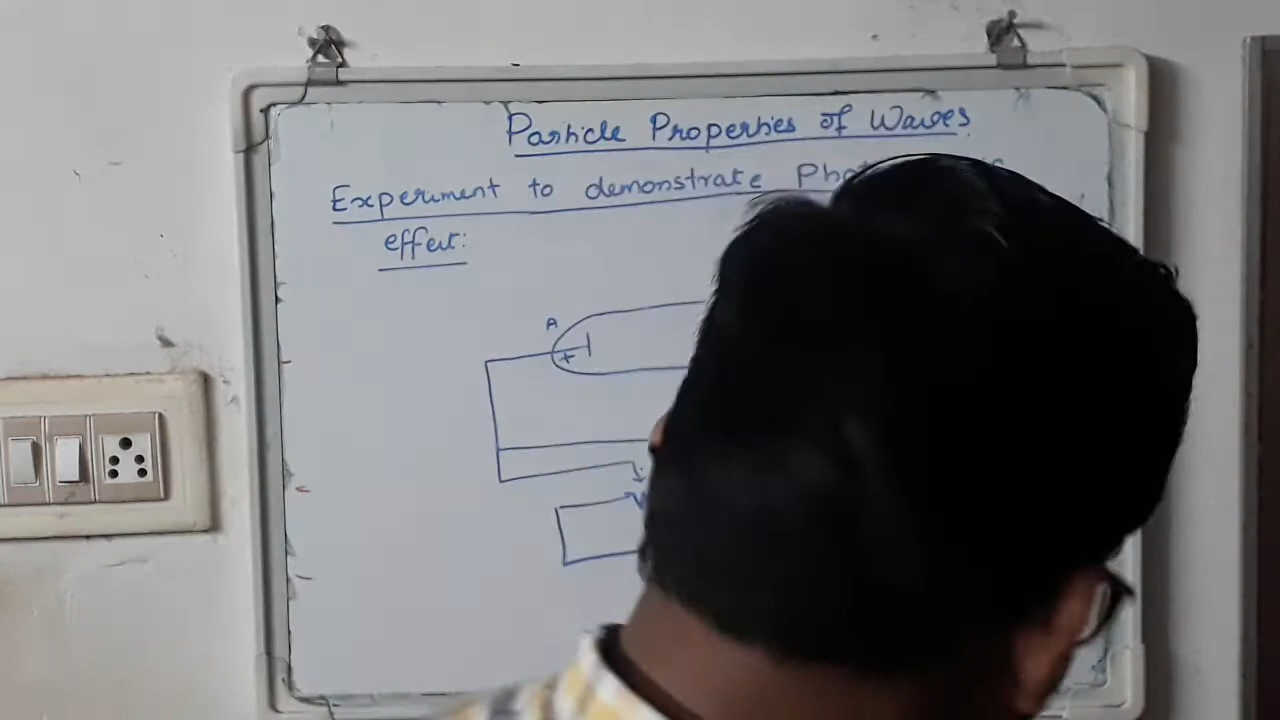 Particle Properties of Waves
Experiment to demonstrate
effect:
A
+